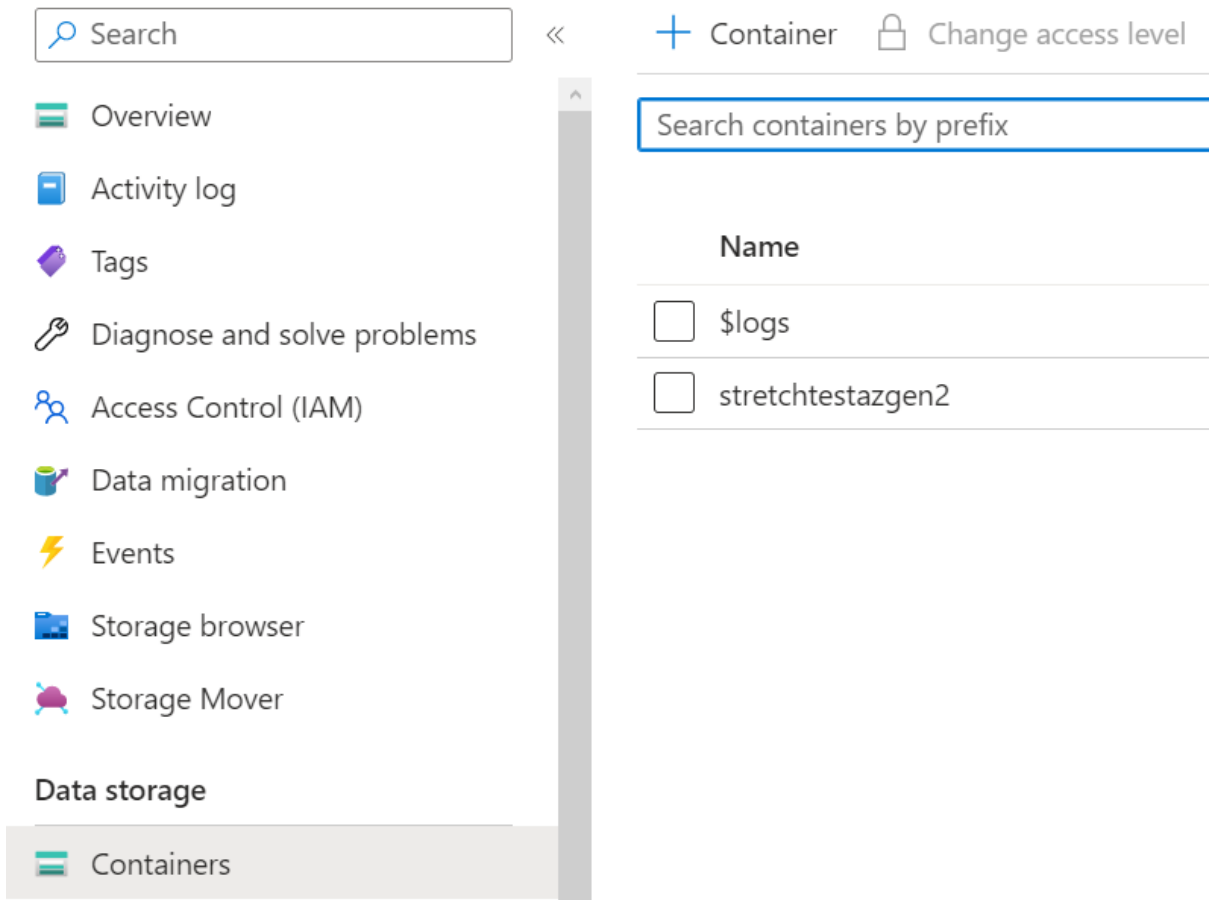 Search
Overview
Activity log
Tags
Diagnose and solve problems
Access Control (IAM)
Data migration
Events
Storage browser
Storage Mover
Data storage
Containers
Container
Change access level
Search containers by prefix
Name
$logs
stretchtestazgen2